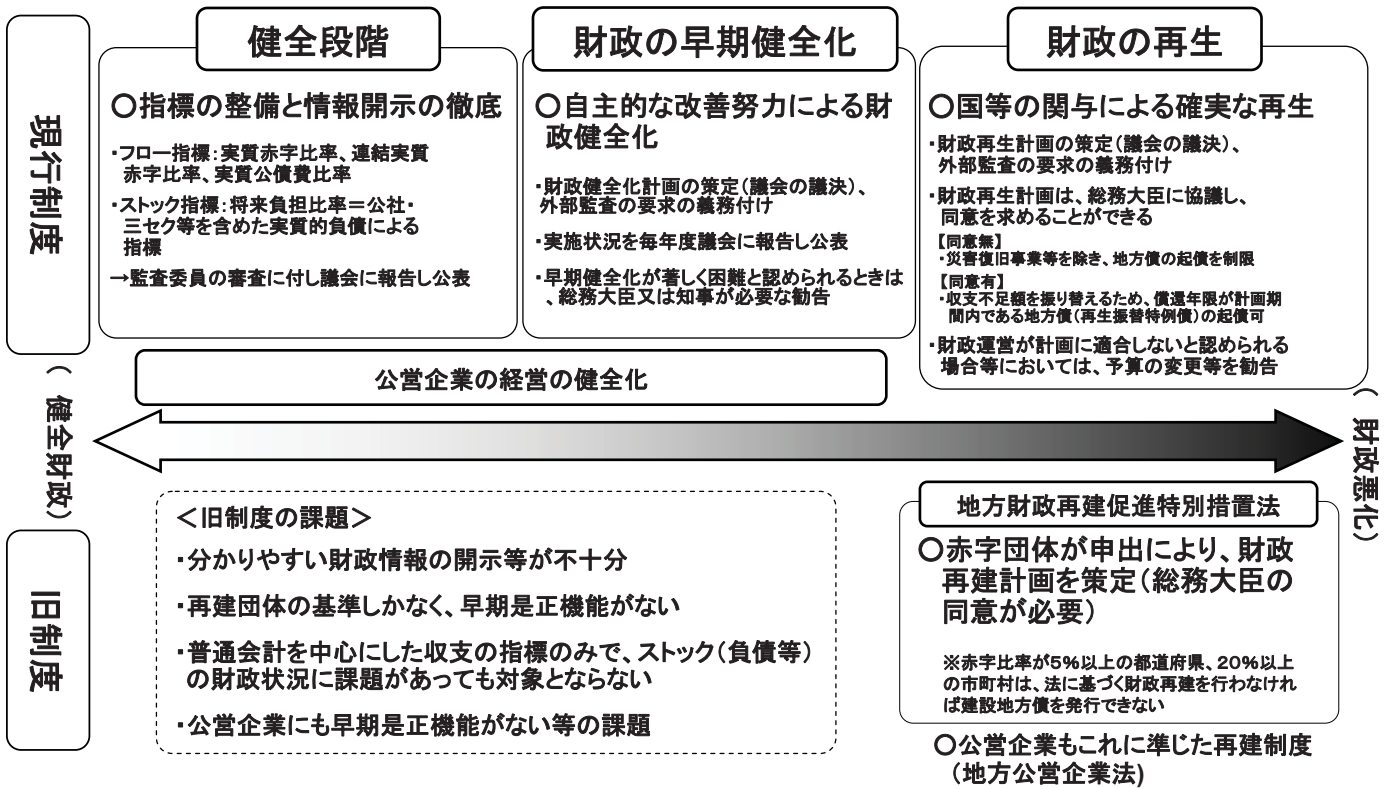 現行制度
健全段階
〇指標の整備と情報開示の徹底
・フロー指標：実質赤字比率、連結実質
赤字比率、実質公債費比率
・ストック指標：将来負担比率＝公社・
三セク等を含めた実質的負債による
指標
→監査委員の審査に付し議会に報告し公表
財政の早期健全化
〇自主的な改善努力による財
政健全化
・財政健全化計画の策定（議会の議決）、
外部監査の要求の義務付け
・実施状況を毎年度議会に報告し公表
・早期健全化が著しく困難と認められるときは
、総務大臣又は知事が必要な勧告
財政の再生
〇国等の関与による確実な再生
・財政再生計画の策定（議会の議決）、
外部監査の要求の義務付け
・財政再生計画は、総務大臣に協議し、
同意を求めることができる
【同意無】
・災害復旧事業等を除き、地方債の起債を制限
【同意有】
・収支不足額を振り替えるため、償還年限が計画期
間内である地方債（再生振替特例債）の起債可
・財政運営が計画に適合しないと認められる
場合等においては、予算の変更等を勧告
公営企業の経営の健全化
（健全財政）
（財政悪化）
旧制度
＜旧制度の課題＞
・分かりやすい財政情報の開示等が不十分
・再建団体の基準しかなく、早期是正機能がない
・普通会計を中心にした収支の指標のみで、ストック（負債等）
の財政状況に課題があっても対象とならない
・公営企業にも早期是正機能がない等の課題
地方財政再建促進特別措置法
〇赤字団体が申出により、財政
再建計画を策定（総務大臣の
同意が必要）
※赤字比率が5%以上の都道府県、20%以上
の市町村は、法に基づく財政再建を行わなけれ
ば建設地方債を発行できない
〇公営企業もこれに準じた再建制度
（地方公営企業法)